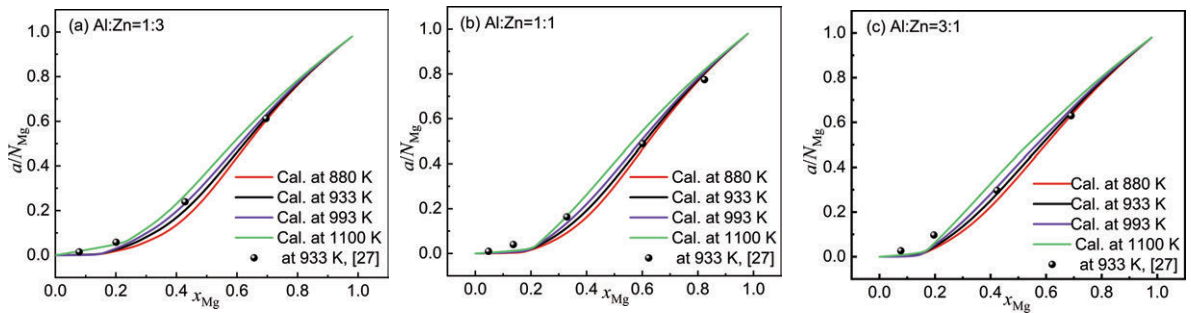 (a) Al:Zn=1:3
1.0
0.8
0.6
0.4
0.2
0.0
a/N_Mg
Cal. at 880 K
Cal. at 933 K
Cal. at 993 K
Cal. at 1100 K
at 933 K, [27]
0.0 0.2 0.4 0.6 0.8 1.0
x_Mg
(b) Al:Zn=1:1
1.0
0.8
0.6
0.4
0.2
0.0
a/N_Mg
Cal. at 880 K
Cal. at 933 K
Cal. at 993 K
Cal. at 1100 K
at 933 K, [27]
0.0 0.2 0.4 0.6 0.8 1.0
x_Mg
(c) Al:Zn=3:1
1.0
0.8
0.6
0.4
0.2
0.0
a/N_Mg
Cal. at 880 K
Cal. at 933 K
Cal. at 993 K
Cal. at 1100 K
at 933 K, [27]
0.0 0.2 0.4 0.6 0.8 1.0
x_Mg